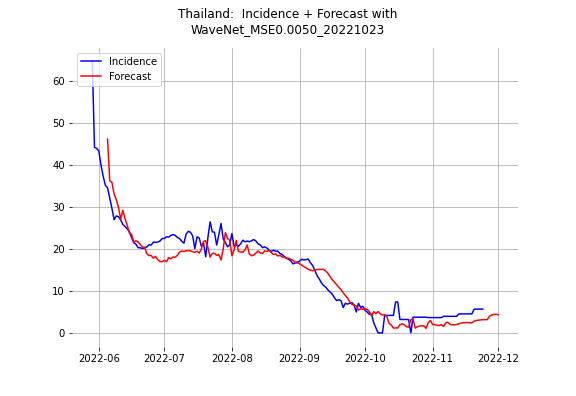 Thailand:  Incidence + Forecast with
WaveNet_MSE0.0050_20221023
Incidence
Forecast
60
50
40
30
20
10
0
2022-06 2022-07 2022-08 2022-09 2022-10 2022-11 2022-12